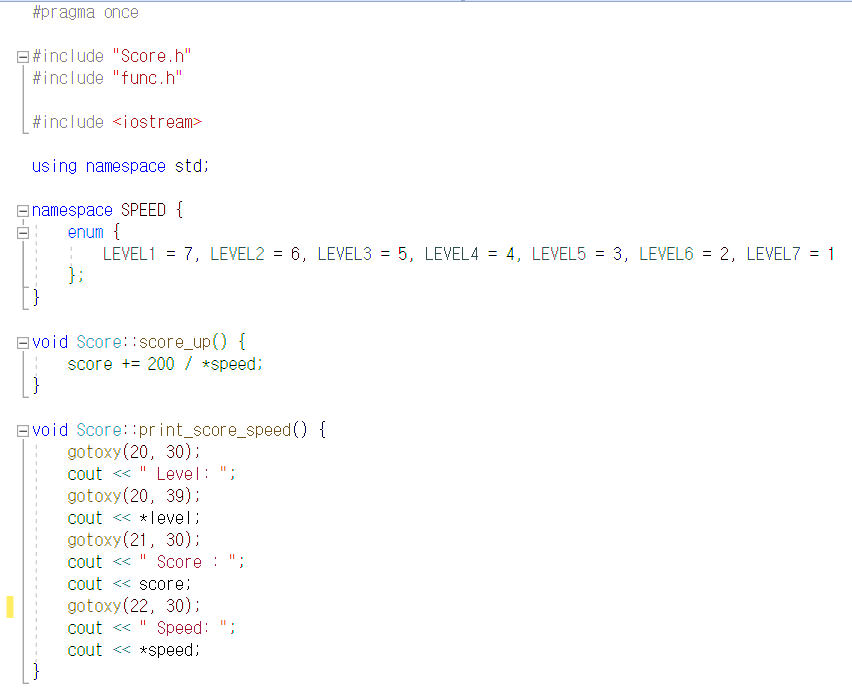 #pragma once
#include "Score.h"
#include "func.h"
#include <iostream>
using namespace std;
namespace SPEED {
enum {
LEVEL1 = 7, LEVEL2 = 6, LEVEL3 = 5, LEVEL4 = 4, LEVEL5 = 3, LEVEL6 = 2, LEVEL7 = 1
};
}
void Score::score_up() {
score += 200 / *speed;
}
void Score::print_score_speed() {
gotoxy(20, 30);
cout << " Level: ";
gotoxy(20, 39);
cout << *level;
gotoxy(21, 30);
cout << " Score : ";
cout << score;
gotoxy(22, 30);
cout << " Speed: ";
cout << *speed;
}